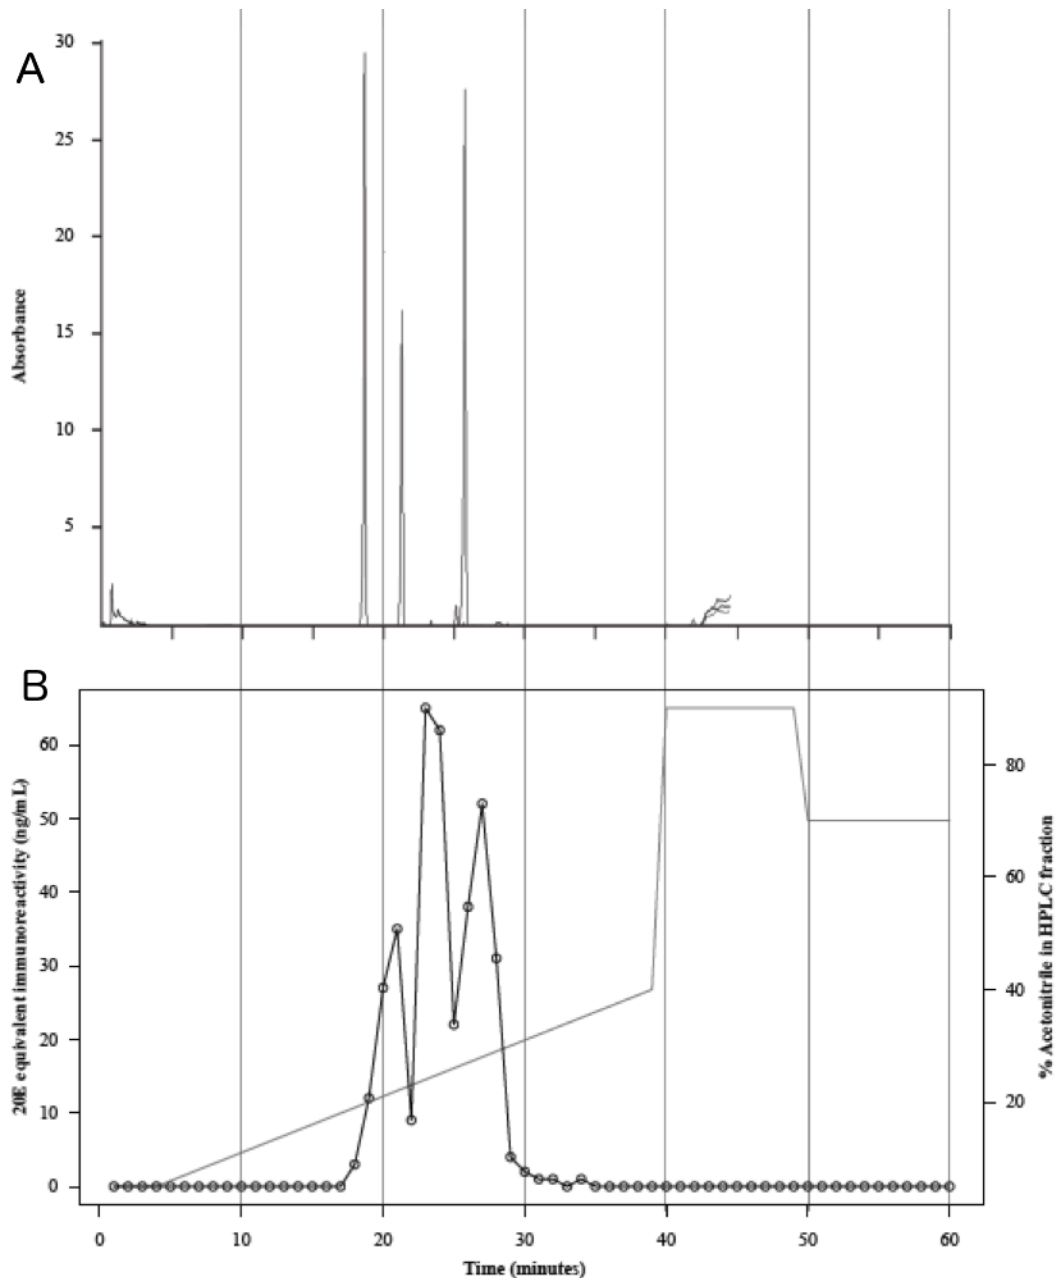 A
30
25
20
15
10
5
Absorbance
B
60
50
40
30
20
10
0
20E equivalent immunoreactivity (ng/mL)
80
60
40
20
% Acetonitrile in HPLC fraction
0 10 20 30 40 50 60
Time (minutes)